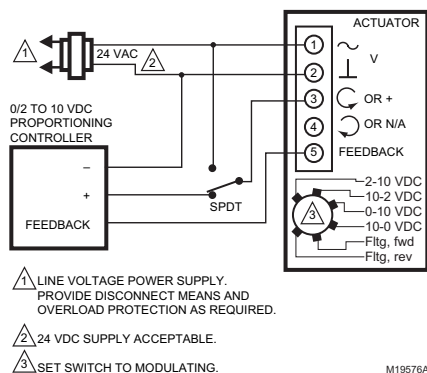 ACTUATOR
1
24 VAC
2
1
V
2
0/2 TO 10 VDC
PROPORTIONING
CONTROLLER
3
OR +
4
OR N/A
5
FEEDBACK
–
+
FEEDBACK
SPDT
3
2-10 VDC
10-2 VDC
0-10 VDC
10-0 VDC
Fltg, fwd
Fltg, rev
1 LINE VOLTAGE POWER SUPPLY.
PROVIDE DISCONNECT MEANS AND
OVERLOAD PROTECTION AS REQUIRED.
2 24 VDC SUPPLY ACCEPTABLE.
3 SET SWITCH TO MODULATING.
M19576A